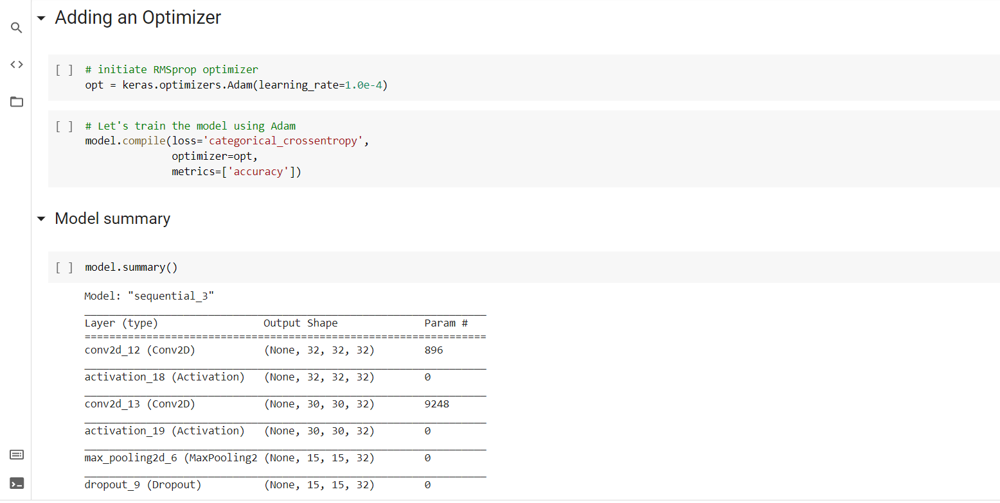 Adding an Optimizer
[ ] # initiate RMSprop optimizer
opt = keras.optimizers.Adam(learning_rate=1.0e-4)
[ ] # Let's train the model using Adam
model.compile(loss='categorical_crossentropy',
optimizer=opt,
metrics=['accuracy'])
Model summary
[ ] model.summary()
Model: "sequential_3"
_________________________________________________________________
Layer (type) Output Shape Param #
=================================================================
conv2d_12 (Conv2D) (None, 32, 32, 32) 896
_________________________________________________________________
activation_18 (Activation) (None, 32, 32, 32) 0
_________________________________________________________________
conv2d_13 (Conv2D) (None, 30, 30, 32) 9248
_________________________________________________________________
activation_19 (Activation) (None, 30, 30, 32) 0
_________________________________________________________________
max_pooling2d_6 (MaxPooling2 (None, 15, 15, 32) 0
_________________________________________________________________
dropout_9 (Dropout) (None, 15, 15, 32) 0